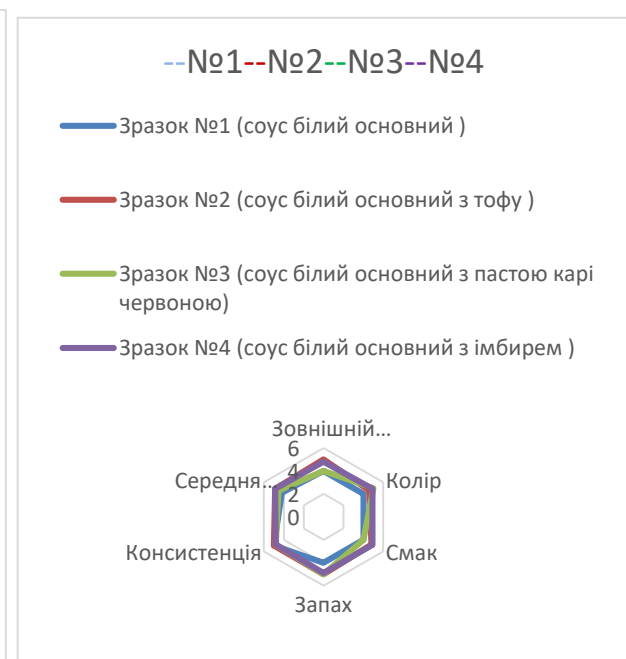 --№1--№2--№3--№4
Зразок №1 (соус білий основний )
Зразок №2 (соус білий основний з тофу )
Зразок №3 (соус білий основний з пастою карі
червоною)
Зразок №4 (соус білий основний з імбирем )
Зовнішній...
6
4
2
0
Колір
Середня...
Консистенція
Смак
Запах